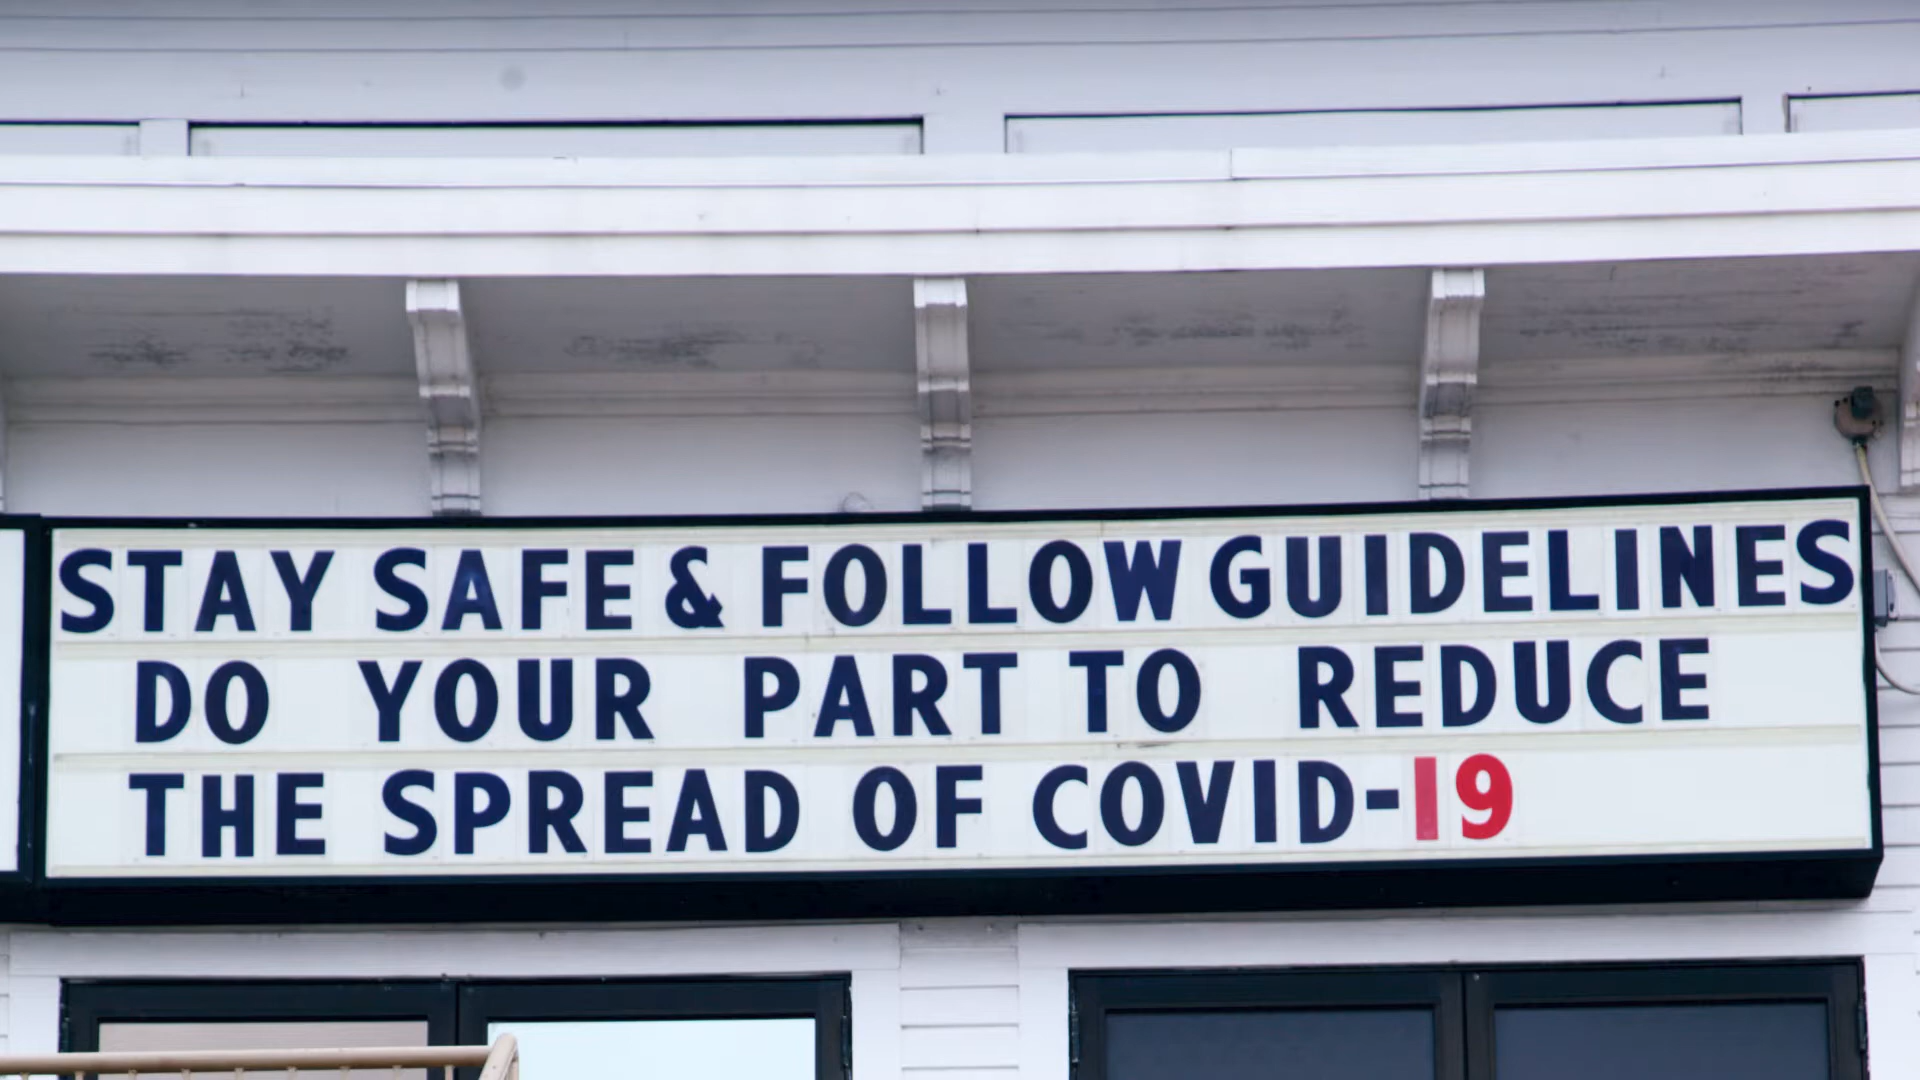 STAY SAFE & FOLLOW GUIDELINES
DO YOUR PART TO REDUCE
THE SPREAD OF COVID-19